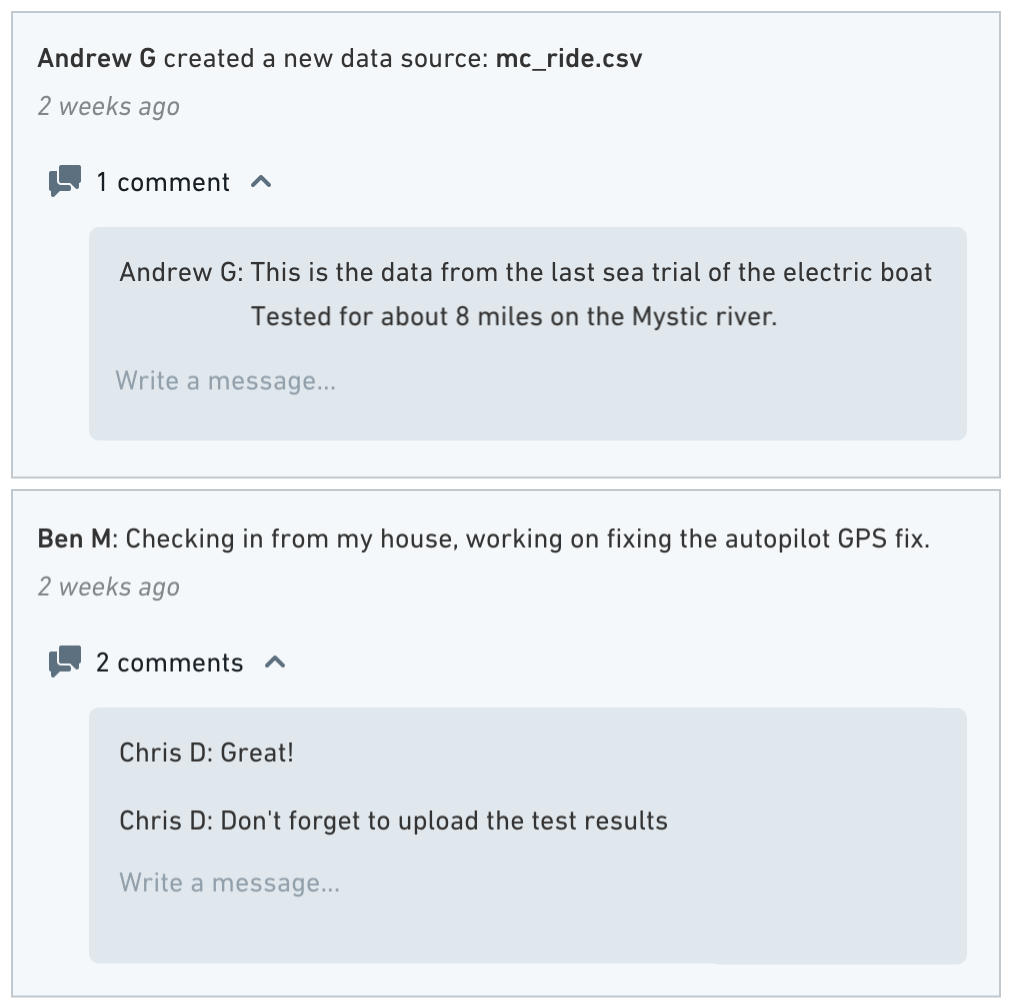 Andrew G created a new data source: mc_ride.csv
2 weeks ago
1 comment
Andrew G: This is the data from the last sea trial of the electric boat
Tested for about 8 miles on the Mystic river.
Write a message...
Ben M: Checking in from my house, working on fixing the autopilot GPS fix.
2 weeks ago
2 comments
Chris D: Great!
Chris D: Don't forget to upload the test results
Write a message...